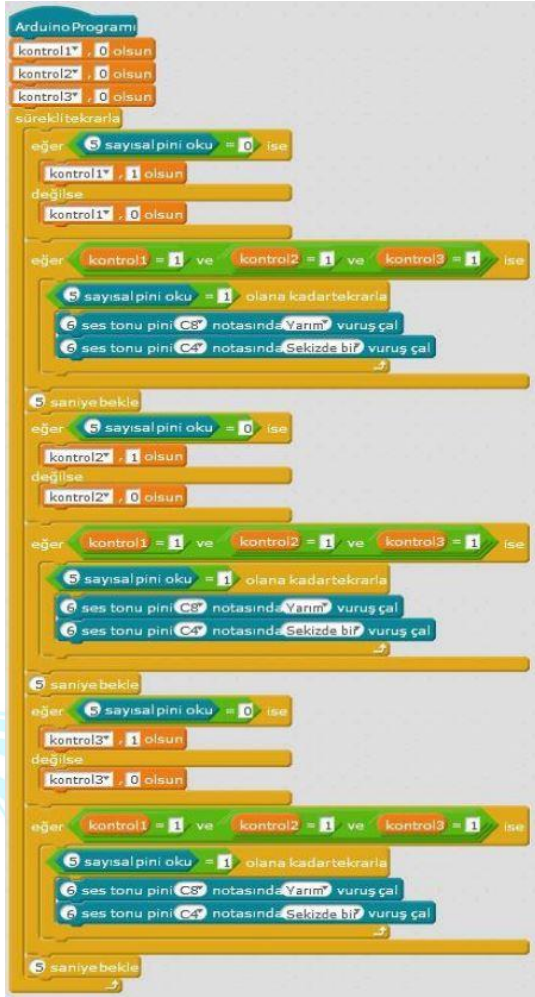 Arduino Programı
kontrol1 , 0 olsun
kontrol2 , 0 olsun
kontrol3 , 0 olsun
sürekli tekrarla
eğer 5 sayısal pini oku = 0 ise
kontrol1 , 1 olsun
değilse
kontrol1 , 0 olsun
eğer kontrol1 = 1 ve kontrol2 = 1 ve kontrol3 = 1 ise
5 sayısal pini oku = 1 olana kadar tekrarla
6 ses tonu pini C8 notasında Yarım vuruş çal
6 ses tonu pini C4 notasında Sekizde bir vuruş çal
5 saniye bekle
eğer 5 sayısal pini oku = 0 ise
kontrol2 , 1 olsun
değilse
kontrol2 , 0 olsun
eğer kontrol1 = 1 ve kontrol2 = 1 ve kontrol3 = 1 ise
5 sayısal pini oku = 1 olana kadar tekrarla
6 ses tonu pini C8 notasında Yarım vuruş çal
6 ses tonu pini C4 notasında Sekizde bir vuruş çal
5 saniye bekle
eğer 5 sayısal pini oku = 0 ise
kontrol3 , 1 olsun
değilse
kontrol3 , 0 olsun
eğer kontrol1 = 1 ve kontrol2 = 1 ve kontrol3 = 1 ise
5 sayısal pini oku = 1 olana kadar tekrarla
6 ses tonu pini C8 notasında Yarım vuruş çal
6 ses tonu pini C4 notasında Sekizde bir vuruş çal
5 saniye bekle